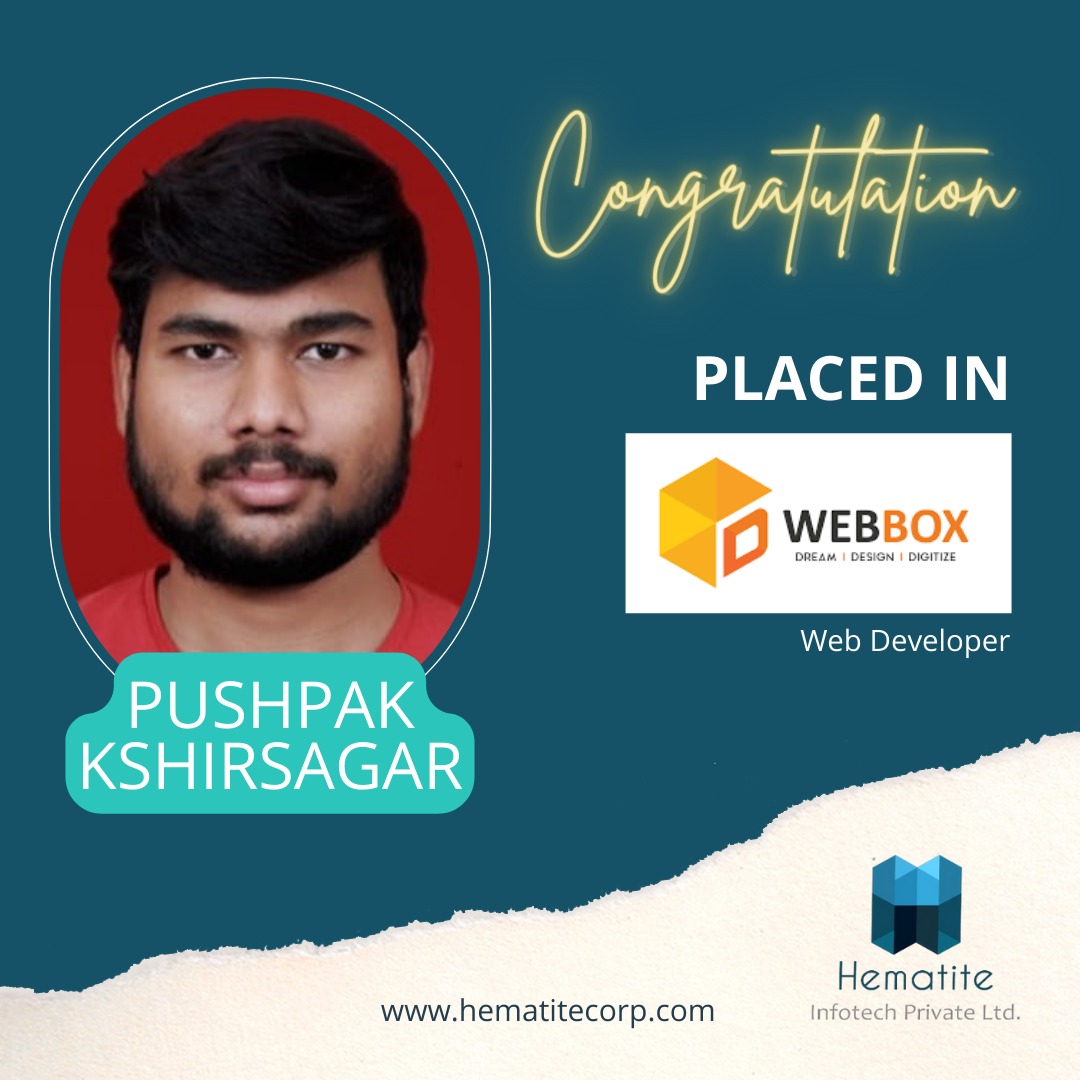 Congratulation
PLACED IN
WEBBOX
DREAM | DESIGN | DIGITIZE
Web Developer
PUSHPAK
KSHIRSAGAR
Hematite
Infotech Private Ltd.
www.hematitecorp.com